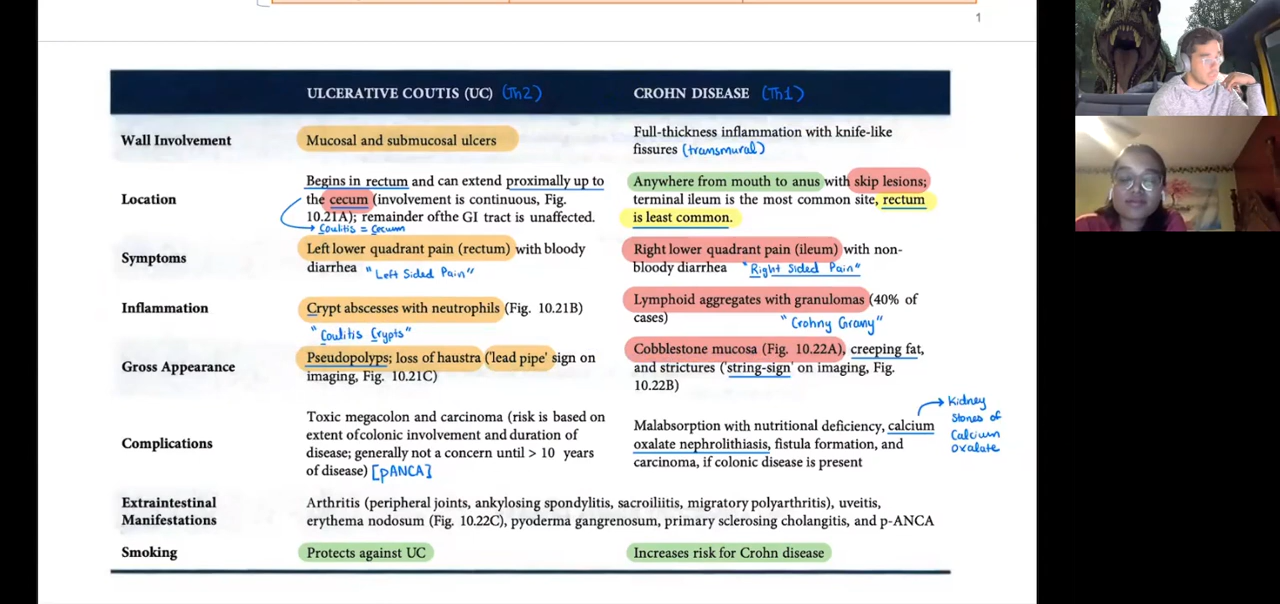 1
ULCERATIVE COUTIS (UC) (Th2) CROHN DISEASE (Th1)
Wall Involvement Mucosal and submucosal ulcers Full-thickness inflammation with knife-like
fissures (transmural)
Location Begins in rectum and can extend proximally up to
the cecum (involvement is continuous, Fig.
10.21A); remainder ofthe GI tract is unaffected.
Coulitis = Cecum
Anywhere from mouth to anus with skip lesions;
terminal ileum is the most common site, rectum
is least common.
Symptoms Left lower quadrant pain (rectum) with bloody
diarrhea "Left Sided Pain"
Right lower quadrant pain (ileum) with non-
bloody diarrhea "Right Sided Pain"
Inflammation Crypt abscesses with neutrophils (Fig. 10.21B)
"Coulitis Crypts"
Lymphoid aggregates with granulomas (40% of
cases) "Crohny Grany"
Gross Appearance Pseudopolyps; loss of haustra ('lead pipe' sign on
imaging, Fig. 10.21C)
Cobblestone mucosa (Fig. 10.22A), creeping fat,
and strictures ('string-sign' on imaging, Fig.
10.22B)
Complications Toxic megacolon and carcinoma (risk is based on
extent of colonic involvement and duration of
disease; generally not a concern until > 10 years
of disease) [pANCA]
Malabsorption with nutritional deficiency, calcium
oxalate nephrolithiasis, fistula formation, and
carcinoma, if colonic disease is present
Kidney
Stones of
Calcium
Oxalate
Extraintestinal
Manifestations
Arthritis (peripheral joints, ankylosing spondylitis, sacroiliitis, migratory polyarthritis), uveitis,
erythema nodosum (Fig. 10.22C), pyoderma gangrenosum, primary sclerosing cholangitis, and p-ANCA
Smoking Protects against UC Increases risk for Crohn disease